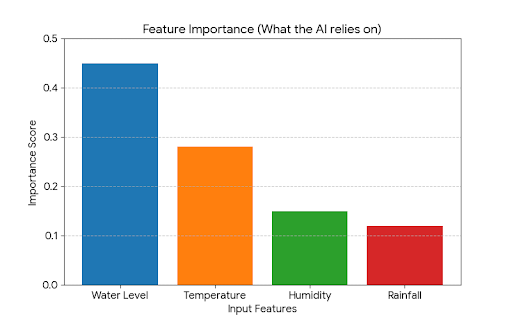 Feature Importance (What the AI relies on)
0.5
0.4
0.3
0.2
0.1
0.0
Importance Score
Water Level Temperature Humidity Rainfall
Input Features